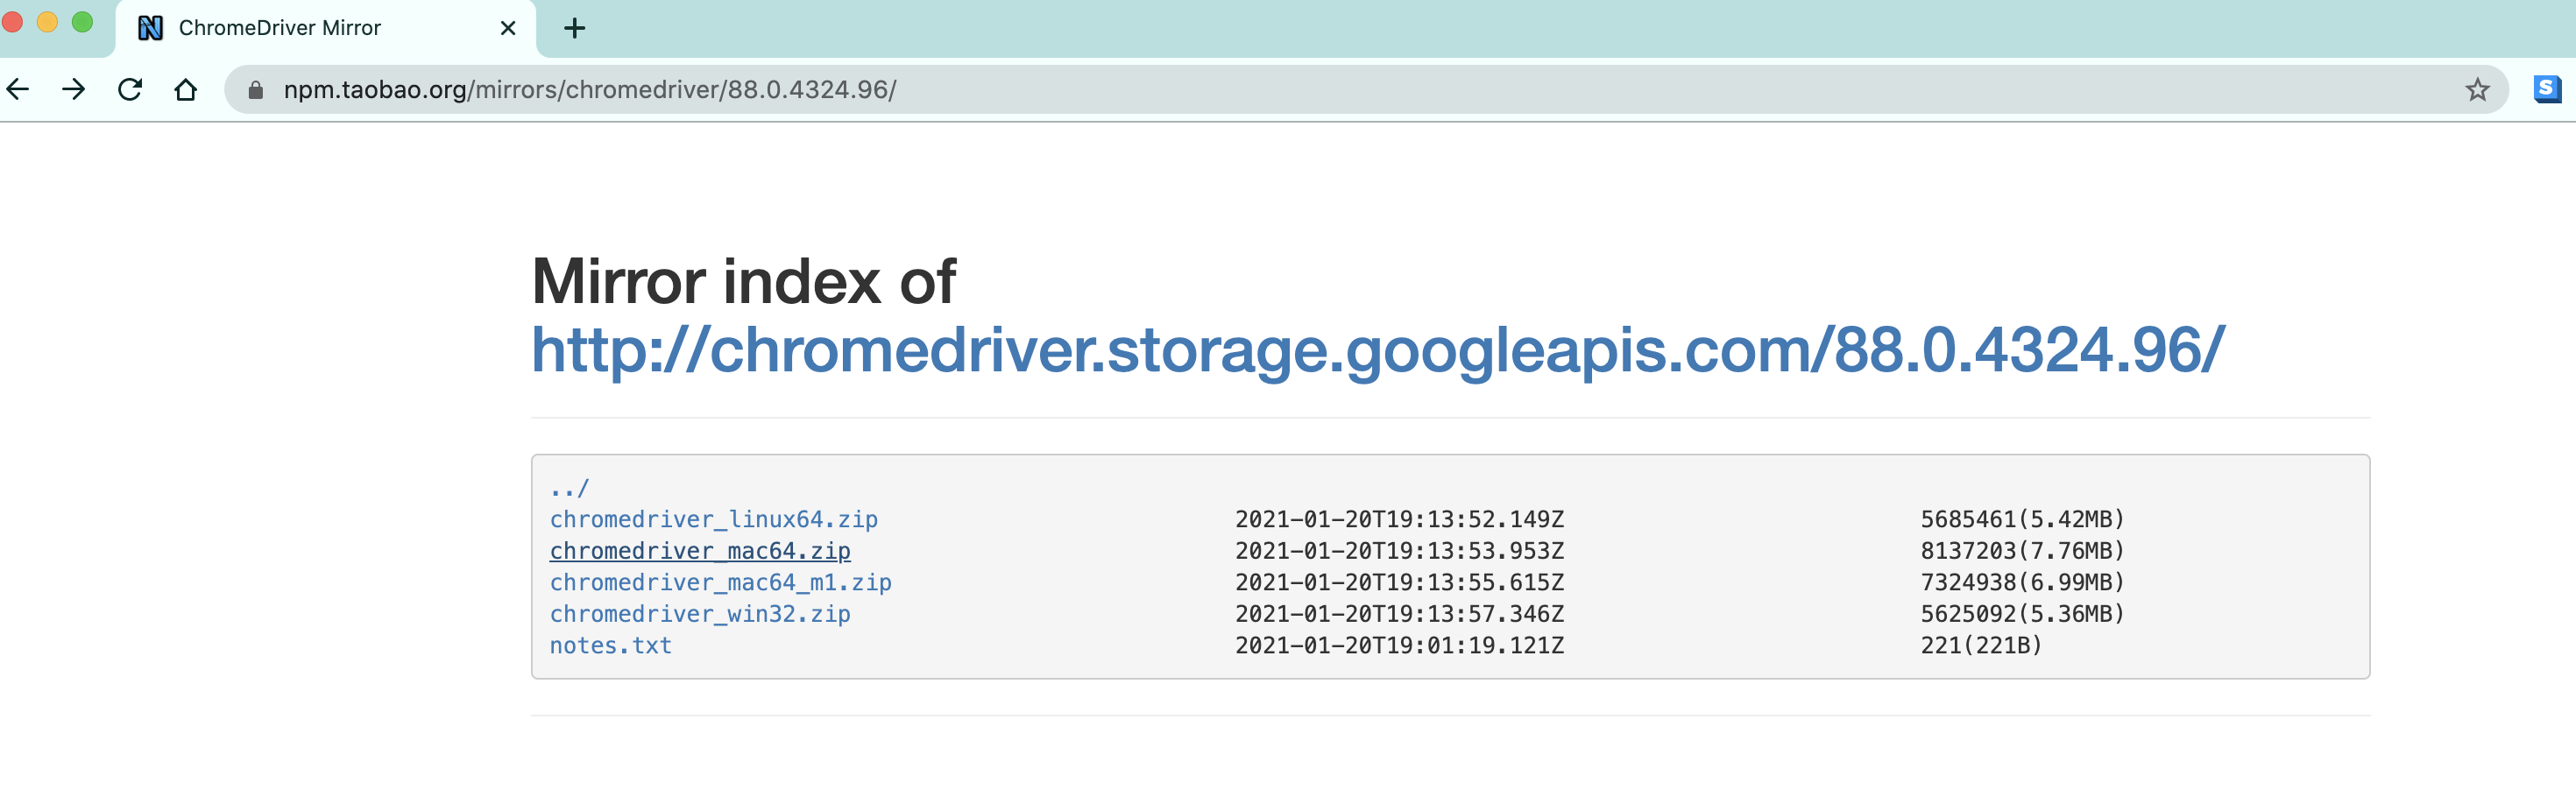 ChromeDriver Mirror
npm.taobao.org/mirrors/chromedriver/88.0.4324.96/
S
Mirror index of
http://chromedriver.storage.googleapis.com/88.0.4324.96/
../
chromedriver_linux64.zip 2021-01-20T19:13:52.149Z 5685461(5.42MB)
chromedriver_mac64.zip 2021-01-20T19:13:53.953Z 8137203(7.76MB)
chromedriver_mac64_m1.zip 2021-01-20T19:13:55.615Z 7324938(6.99MB)
chromedriver_win32.zip 2021-01-20T19:13:57.346Z 5625092(5.36MB)
notes.txt 2021-01-20T19:01:19.121Z 221(221B)